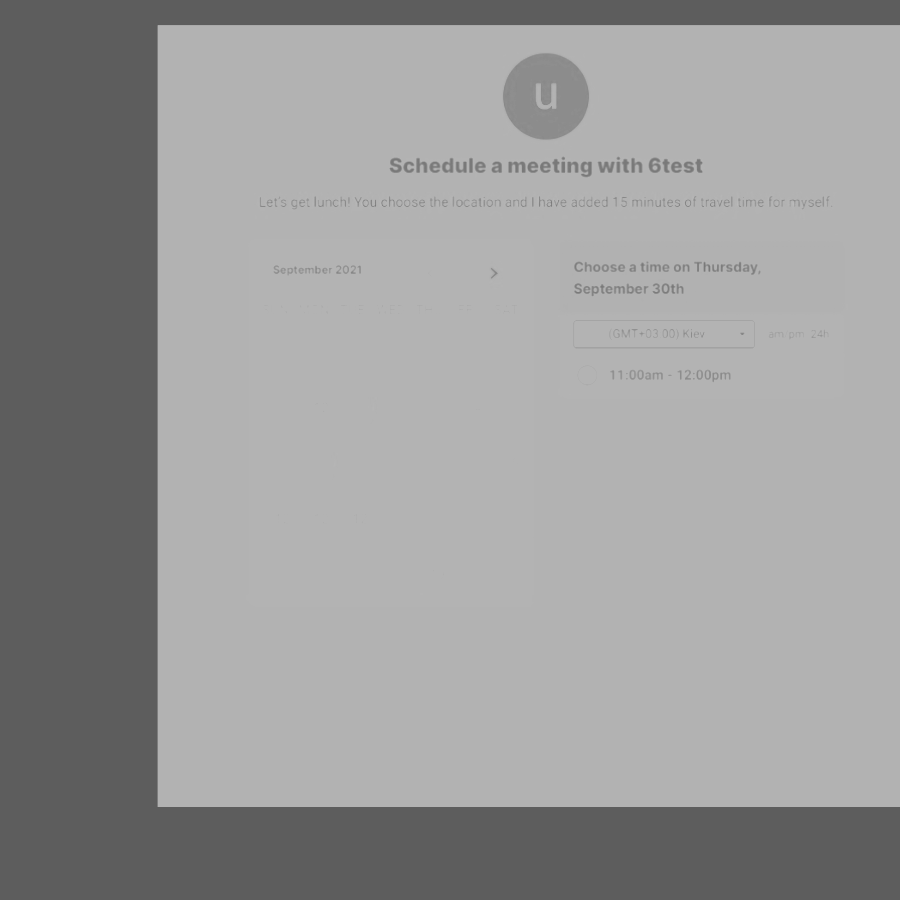 u
Schedule a meeting with 6test
Let's get lunch! You choose the location and I have added 15 minutes of travel time for myself.
September 2021
Choose a time on Thursday,
September 30th
(GMT+03:00) Kiev
am/pm 24h
11:00am - 12:00pm